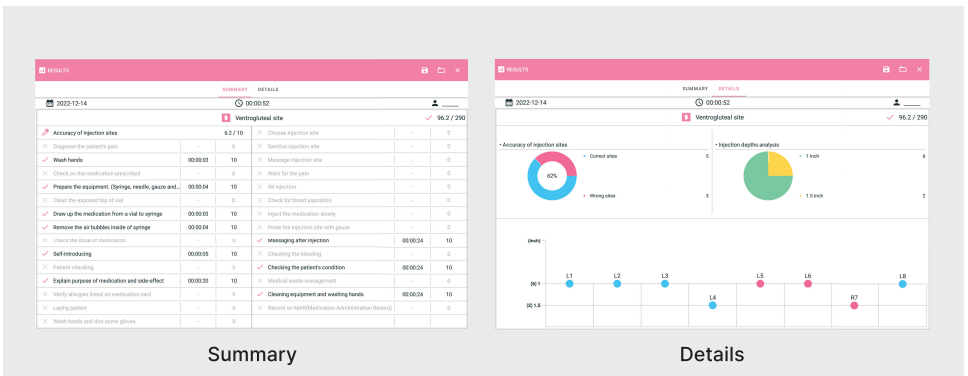 RESULTS
SUMMARY DETAILS
2022-12-14 00:00:52
Ventrogluteal site 96.2 / 290
Accuracy of injection sites 6.2 / 10
Diagnose the patient's pain - 0
Wash hands 00:00:03 10
Check on the medication prescribed - 0
Prepare the equipment. (Syringe, needle, gauze and... 00:00:04 10
Clean the exposed top of vial - 0
Draw up the medication from a vial to syringe 00:00:03 10
Remove the air bubbles inside of syringe 00:00:04 10
Check the dose of medication - 0
Self-introducing 00:00:05 10
Patient checking - 0
Explain purpose of medication and side-effect 00:00:20 10
Verify allergies listed on medication card - 0
Laying patient - 0
Wash hands and don some gloves - 0
Choose injection site - 0
Sanitize injection site - 0
Massage injection site - 0
Warn for the pain - 0
IM injection - 0
Check for blood aspiration - 0
Inject the medication slowly - 0
Press the injection site with gauze - 0
Massaging after injection 00:00:24 10
Checking the bleeding - 0
Checking the patient's condition 00:00:24 10
Medical waste management - 0
Cleaning equipment and washing hands 00:00:24 10
Record on MAR(Medication Administration Record) - 0
Summary
RESULTS
SUMMARY DETAILS
2022-12-14 00:00:52
Ventrogluteal site 96.2 / 290
• Accuracy of injection sites
62%
• Correct sites 5
• Wrong sites 3
• Injection depths analysis
• 1 Inch 6
• 1.5 Inch 2
(Inch)
L1 L2 L3 L5 L6 L8
(6) 1
L4 R7
(2) 1.5
Details